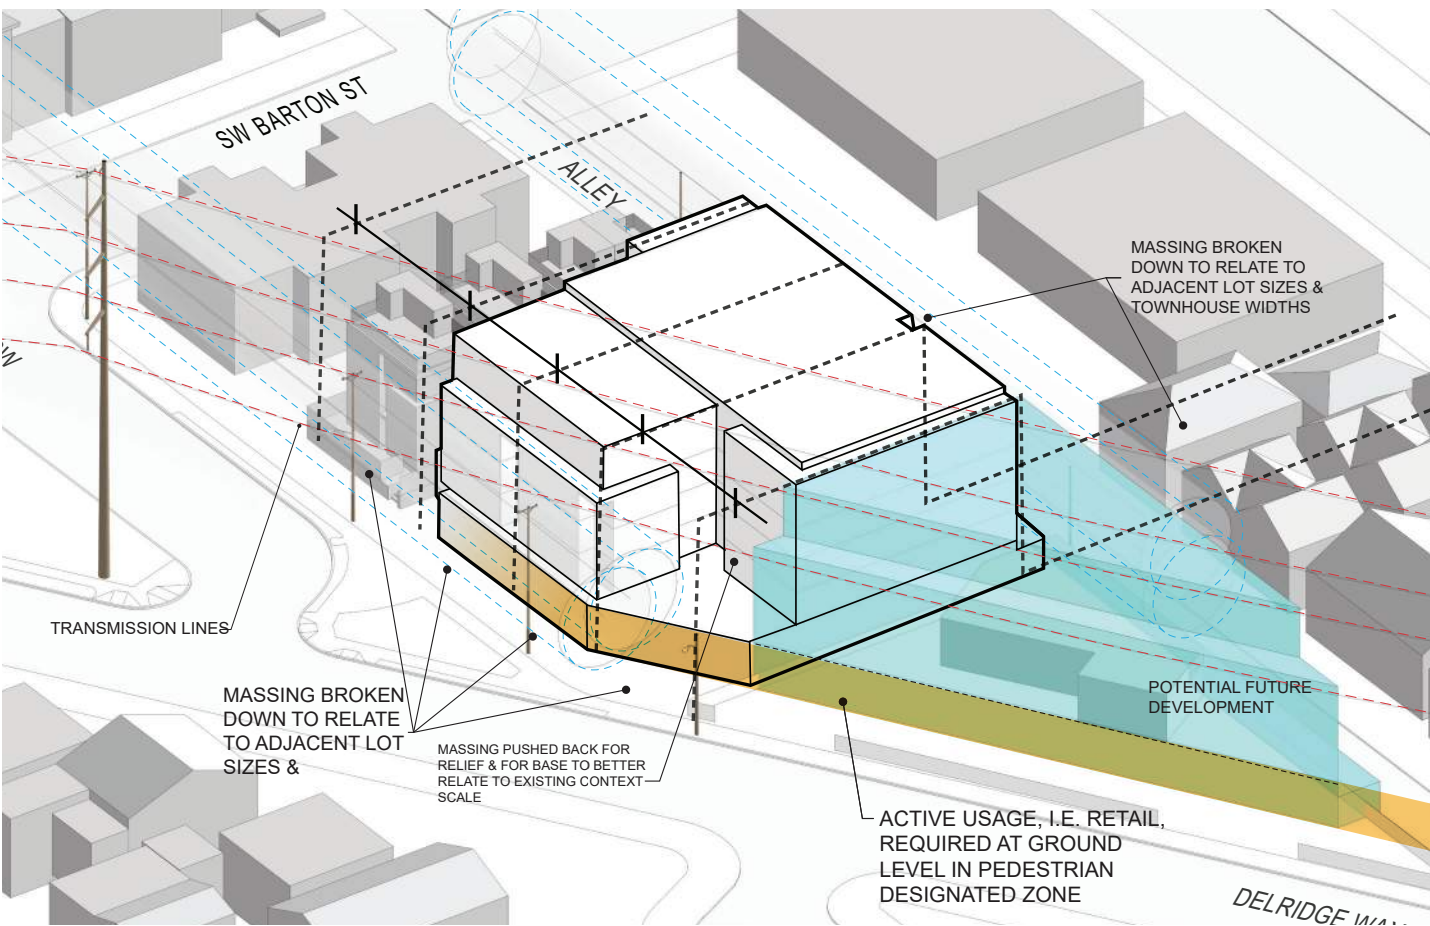 SW BARTON ST
ALLEY
MASSING BROKEN
DOWN TO RELATE TO
ADJACENT LOT SIZES &
TOWNHOUSE WIDTHS
TRANSMISSION LINES
MASSING BROKEN
DOWN TO RELATE
TO ADJACENT LOT
SIZES &
MASSING PUSHED BACK FOR
RELIEF & FOR BASE TO BETTER
RELATE TO EXISTING CONTEXT
SCALE
POTENTIAL FUTURE
DEVELOPMENT
ACTIVE USAGE, I.E. RETAIL,
REQUIRED AT GROUND
LEVEL IN PEDESTRIAN
DESIGNATED ZONE
DELRIDGE WAY